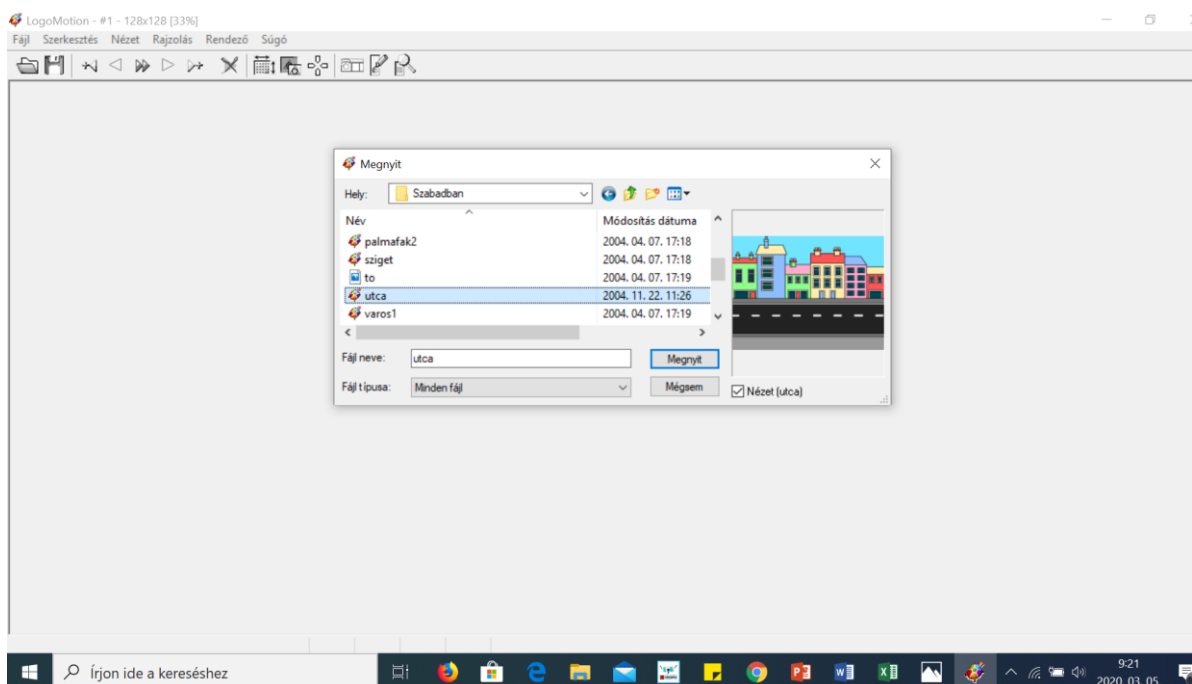 LogoMotion - #1 - 128x128 [33%]
Fájl Szerkesztés Nézet Rajzolás Rendező Súgó
Megnyit
Hely: Szabadban
Név Módosítás dátuma
palmafak2 2004. 04. 07. 17:18
sziget 2004. 04. 07. 17:18
to 2004. 04. 07. 17:19
utca 2004. 11. 22. 11:26
varos1 2004. 04. 07. 17:19
Fájl neve: utca Megnyit
Fájl típusa: Minden fájl Mégsem Nézet (utca)
Írjon ide a kereséshez
9:21
2020. 03. 05.